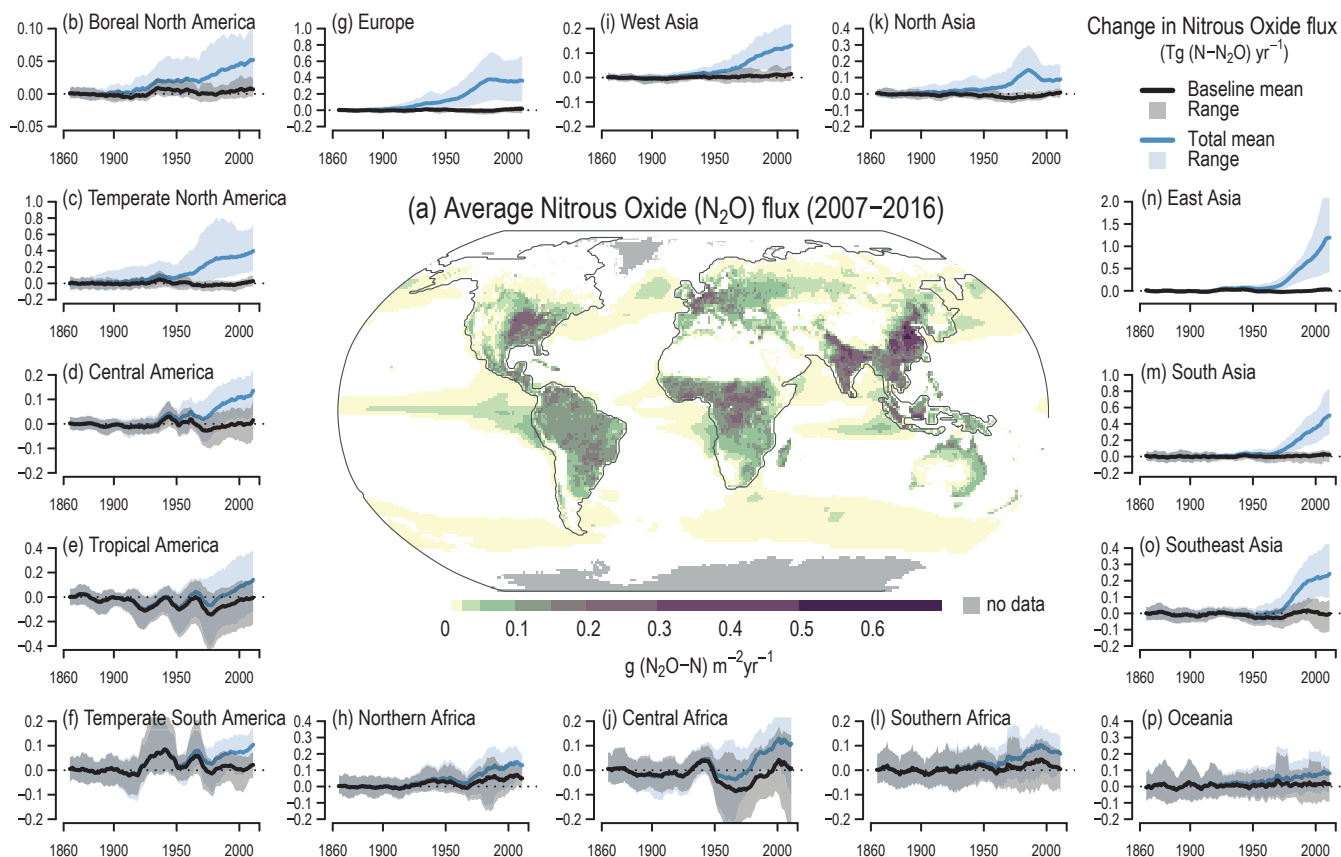 (b) Boreal North America
0.10
0.05
0.00
−0.05
1860 1900 1950 2000
(g) Europe
1.0
0.8
0.6
0.4
0.2
0.0
−0.2
1860 1900 1950 2000
(i) West Asia
0.2
0.1
0.0
−0.1
0.2
1860 1900 1950 2000
(k) North Asia
0.4
0.3
0.2
0.1
0.0
−0.1
0.2
1860 1900 1950 2000
Change in Nitrous Oxide flux
(Tg (N−N₂O) yr⁻¹)
Baseline mean
Range
Total mean
Range
(c) Temperate North America
1.0
0.8
0.6
0.4
0.2
0.0
−0.2
1860 1900 1950 2000
(d) Central America
0.2
0.1
0.0
−0.1
−0.2
1860 1900 1950 2000
(e) Tropical America
0.4
0.0
−0.4
1860 1900 1950 2000
(a) Average Nitrous Oxide (N₂O) flux (2007−2016)
0 0.1 0.2 0.3 0.4 0.5 0.6
no data
g (N₂O−N) m⁻²yr⁻¹
(n) East Asia
2.0
1.5
1.0
0.5
0.0
1860 1900 1950 2000
(m) South Asia
1.0
0.8
0.6
0.4
0.2
0.0
−0.2
1860 1900 1950 2000
(o) Southeast Asia
0.4
0.3
0.2
0.1
0.0
−0.1
0.2
1860 1900 1950 2000
(f) Temperate South America
0.2
0.1
0.0
−0.1
0.2
1860 1900 1950 2000
(h) Northern Africa
0.4
0.3
0.1
0.0
−0.1
0.2
1860 1900 1950 2000
(j) Central Africa
0.2
0.1
0.0
−0.1
0.2
1860 1900 1950 2000
(l) Southern Africa
0.2
0.1
0.0
−0.1
0.2
1860 1900 1950 2000
(p) Oceania
0.2
0.1
0.0
−0.1
0.2
1860 1900 1950 2000